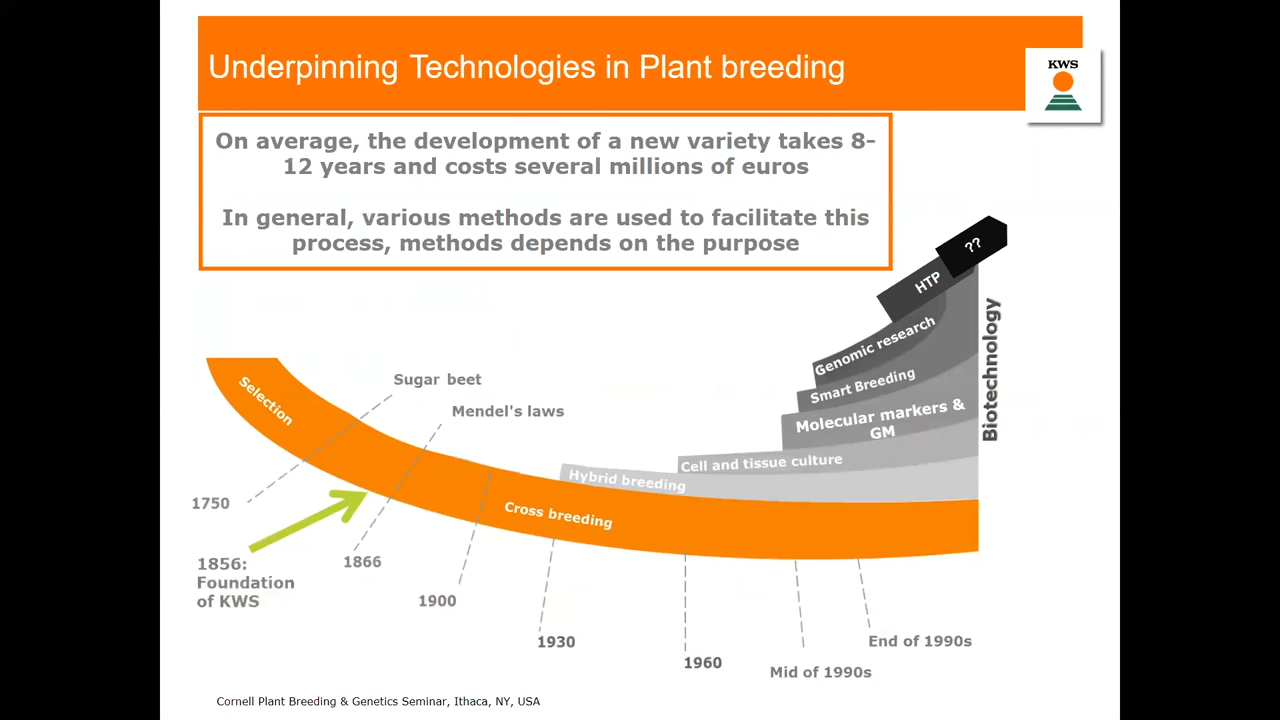 Underpinning Technologies in Plant breeding
KWS
On average, the development of a new variety takes 8-
12 years and costs several millions of euros
In general, various methods are used to facilitate this
process, methods depends on the purpose
??
HTP
Genomic research
Smart Breeding
Molecular markers &
GM
Biotechnology
Cell and tissue culture
Hybrid breeding
Cross breeding
Selection
Sugar beet
Mendel's laws
1750
1856:
Foundation
of KWS
1866
1900
1930
1960
Mid of 1990s
End of 1990s
Cornell Plant Breeding & Genetics Seminar, Ithaca, NY, USA